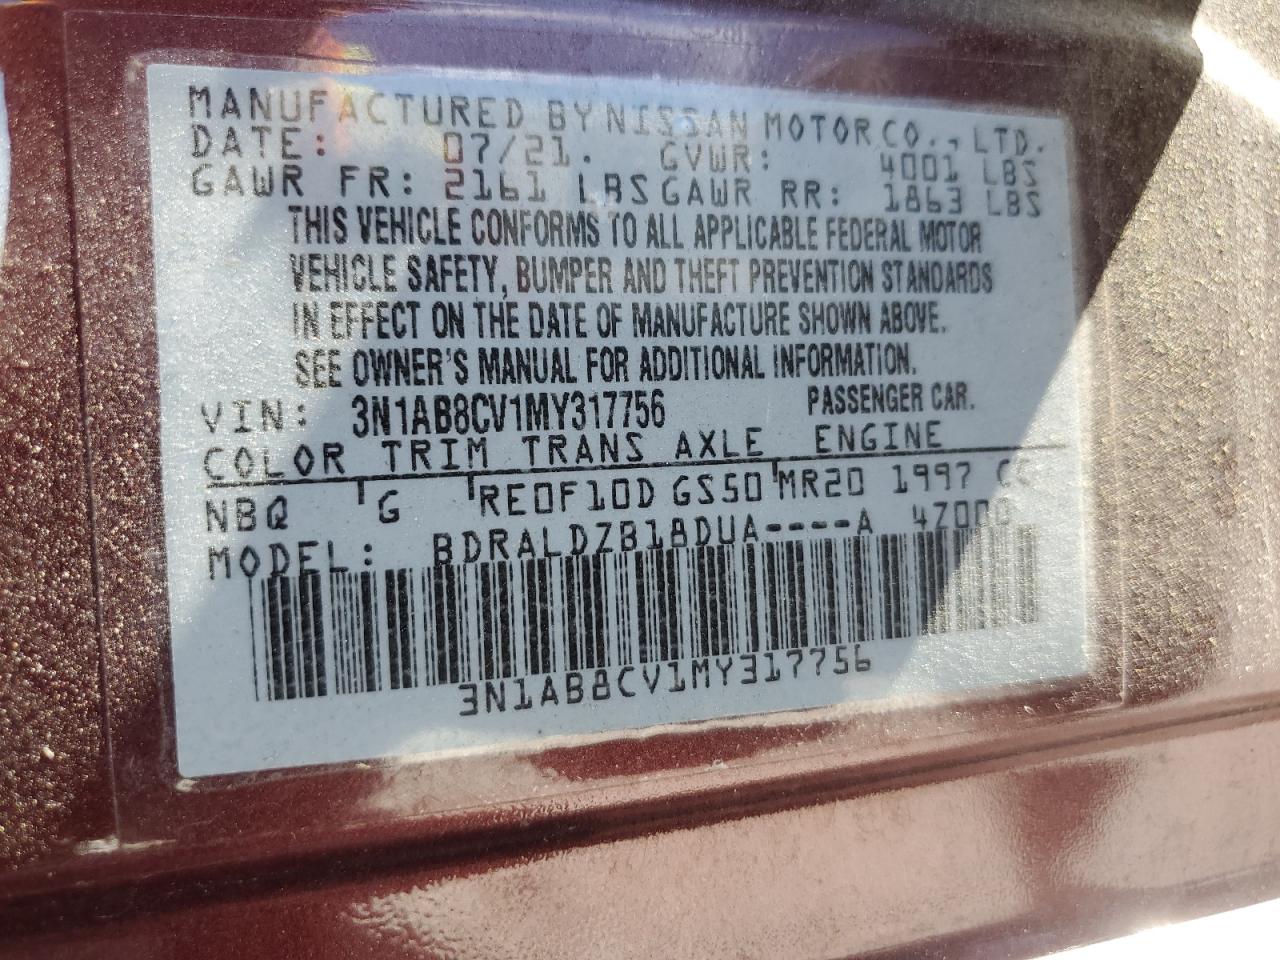 MANUFACTURED BY NISSAN MOTOR CO., LTD.
DATE: 07/21. GVWR: 4001 LBS
GAWR FR: 2161 LBS GAWR RR: 1863 LBS
THIS VEHICLE CONFORMS TO ALL APPLICABLE FEDERAL MOTOR
VEHICLE SAFETY, BUMPER AND THEFT PREVENTION STANDARDS
IN EFFECT ON THE DATE OF MANUFACTURE SHOWN ABOVE.
SEE OWNER'S MANUAL FOR ADDITIONAL INFORMATION.
VIN: 3N1AB8CV1MY317756 PASSENGER CAR.
COLOR TRIM TRANS AXLE ENGINE
NBQ G RE0F10D GS50 MR20 1997 CC
MODEL: BDRALDZB18DUA----A 4Z000
3N1AB8CV1MY317756